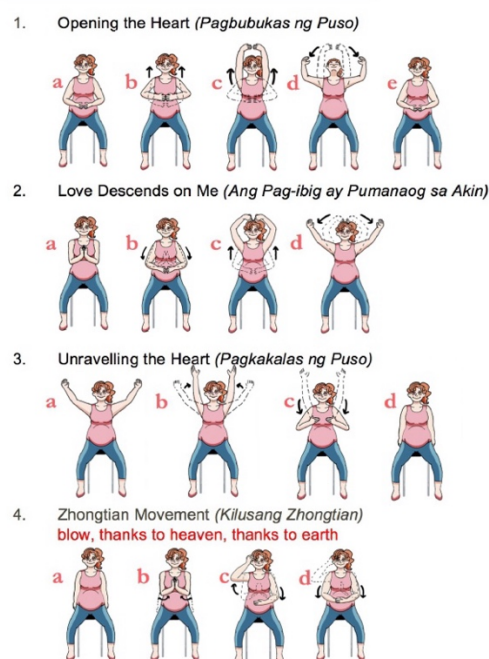 1. Opening the Heart (Pagbubukas ng Puso)
a b c d e
2. Love Descends on Me (Ang Pag-ibig ay Pumanaog sa Akin)
a b c d
3. Unravelling the Heart (Pagkakalas ng Puso)
a b c d
4. Zhongtian Movement (Kilusang Zhongtian)
blow, thanks to heaven, thanks to earth
a b c d